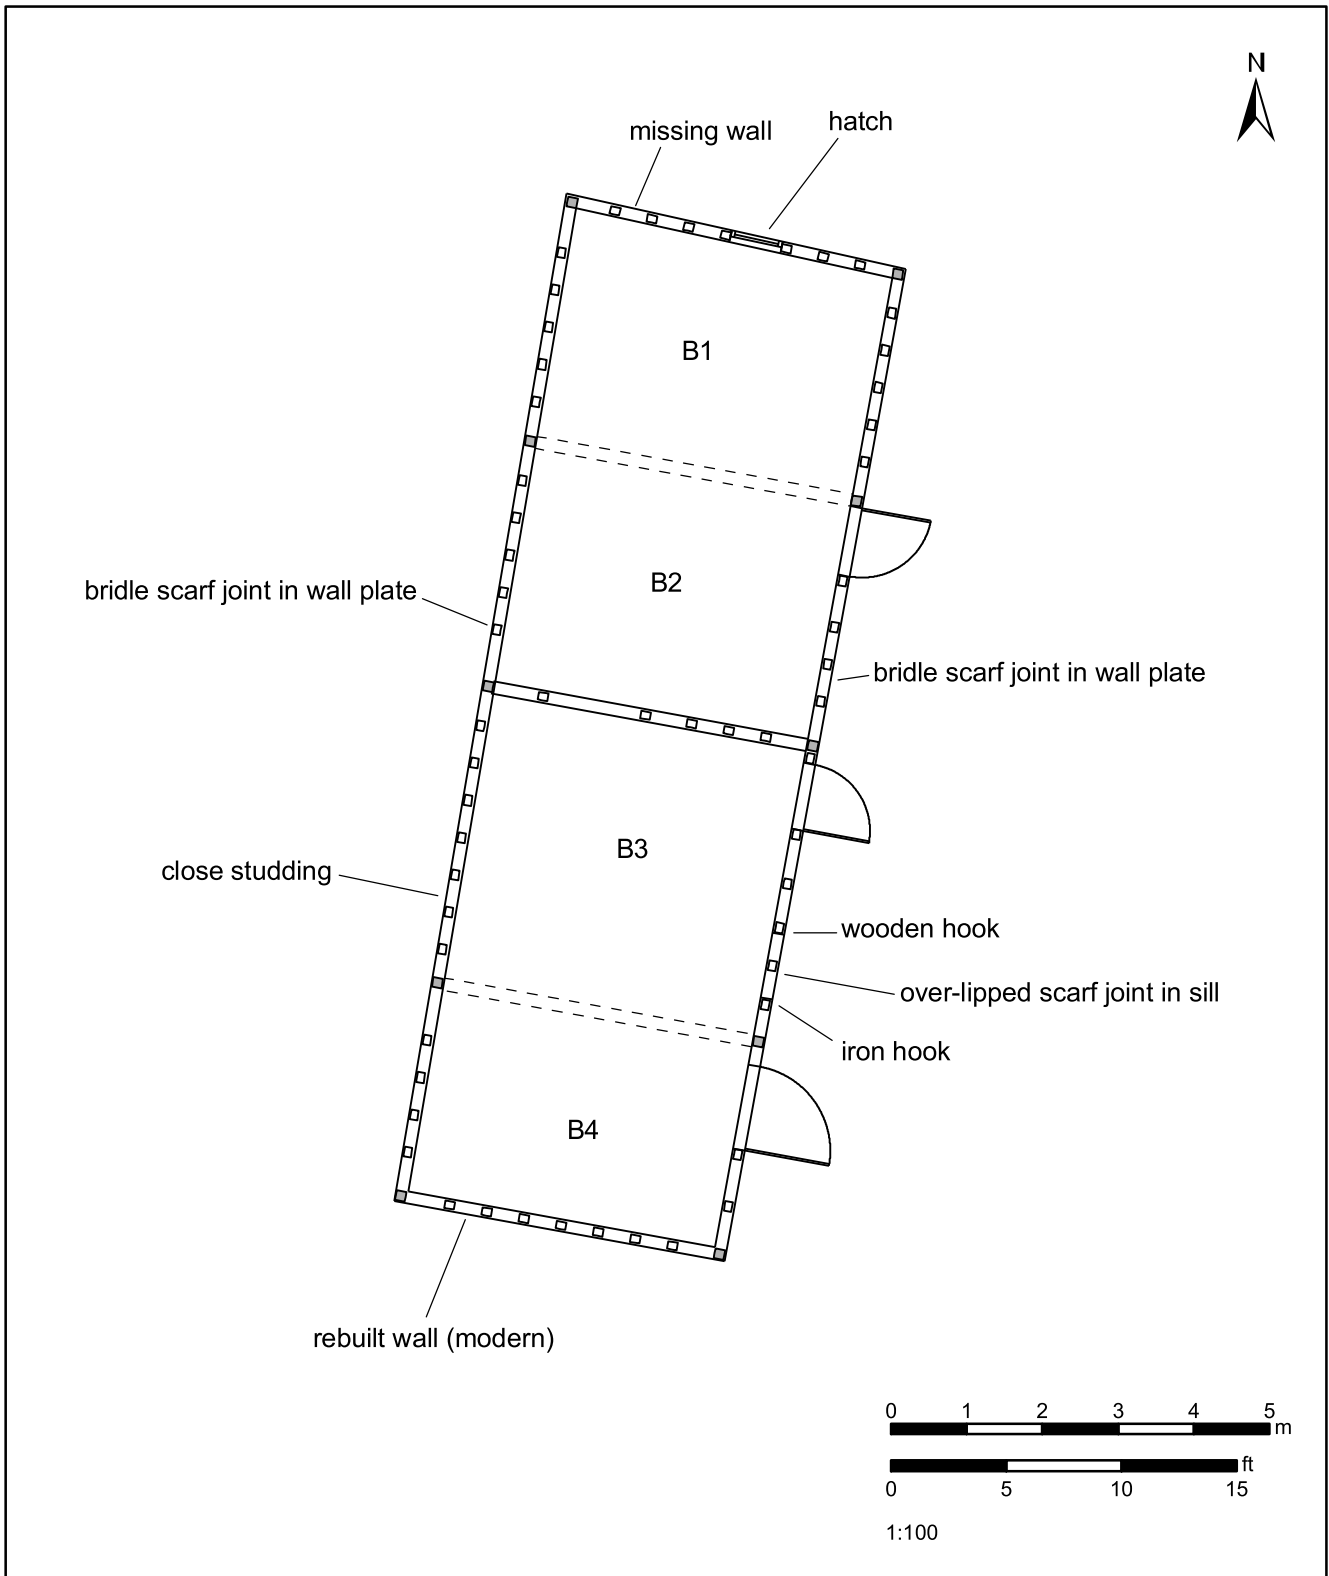 N
hatch
missing wall
B1
B2
bridle scarf joint in wall plate
bridle scarf joint in wall plate
B3
close studding
wooden hook
over-lipped scarf joint in sill
iron hook
B4
rebuilt wall (modern)
0 1 2 3 4 5
m
ft
0 5 10 15
1:100